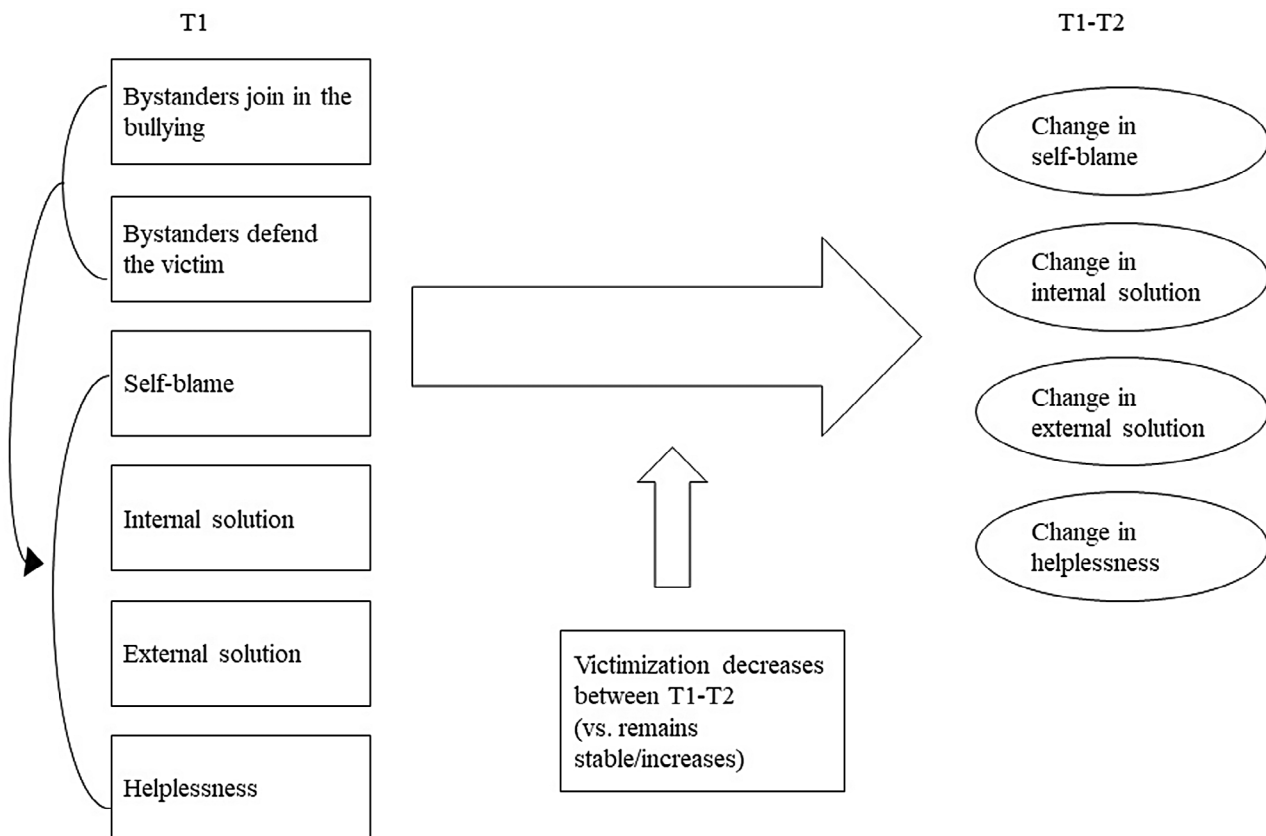 T1
Bystanders join in the
bullying
Bystanders defend
the victim
Self-blame
Internal solution
External solution
Helplessness
Victimization decreases
between T1-T2
(vs. remains
stable/increases)
T1-T2
Change in
self-blame
Change in
internal solution
Change in
external solution
Change in
helplessness